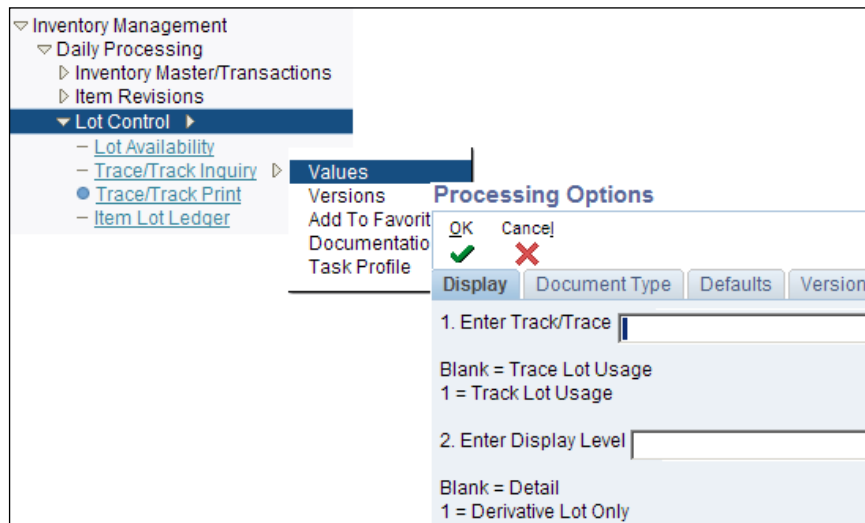 Inventory Management
Daily Processing
Inventory Master/Transactions
Item Revisions
Lot Control
Lot Availability
Trace/Track Inquiry
Trace/Track Print
Item Lot Ledger
Values
Versions
Add To Favorit
Documentatio
Task Profile
Processing Options
OK Cancel
Display Document Type Defaults Version
1. Enter Track/Trace
Blank = Trace Lot Usage
1 = Track Lot Usage
2. Enter Display Level
Blank = Detail
1 = Derivative Lot Only